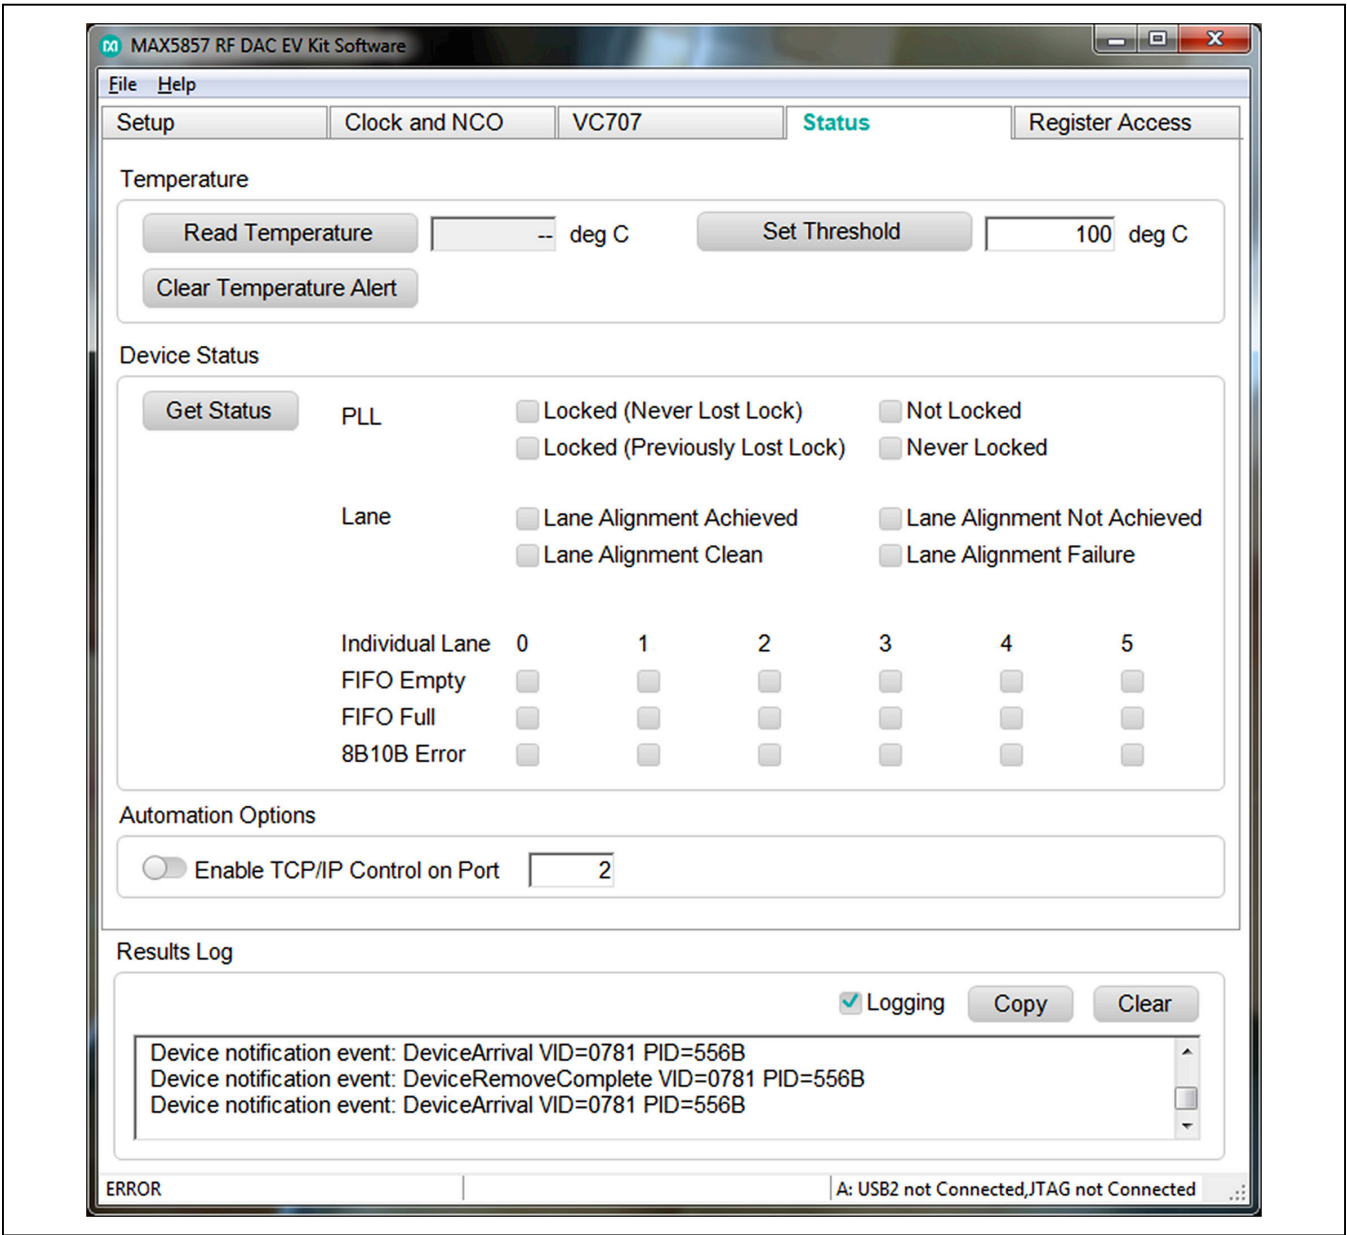 MAX5857 RF DAC EV Kit Software
File Help
Setup Clock and NCO VC707 Status Register Access
Temperature
Read Temperature -- deg C Set Threshold 100 deg C
Clear Temperature Alert
Device Status
Get Status PLL Locked (Never Lost Lock) Not Locked
Locked (Previously Lost Lock) Never Locked
Lane Lane Alignment Achieved Lane Alignment Not Achieved
Lane Alignment Clean Lane Alignment Failure
Individual Lane 0 1 2 3 4 5
FIFO Empty
FIFO Full
8B10B Error
Automation Options
Enable TCP/IP Control on Port 2
Results Log
Logging Copy Clear
Device notification event: DeviceArrival VID=0781 PID=556B
Device notification event: DeviceRemoveComplete VID=0781 PID=556B
Device notification event: DeviceArrival VID=0781 PID=556B
ERROR A: USB2 not Connected,JTAG not Connected